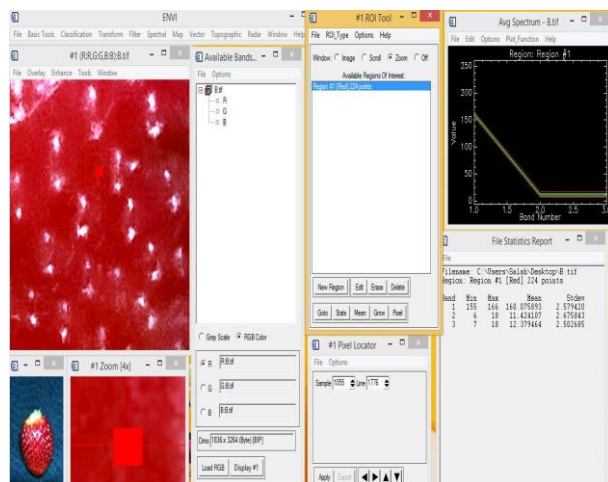 ENVI
File Basic Tools Classification Transform Filter Spectral Map Vector Topographic Radar Window Help
#1 (R:R,G:G,B:B):B.tif
File Overlay Enhance Tools Window
Available Bands...
File Options
B.tif
R
G
B
Gray Scale RGB Color
R R:B.tif
G G:B.tif
B B:B.tif
Dims 1836 x 3264 (Byte) [BIP]
Load RGB Display #1
#1 Zoom [4x]
#1 ROI Tool
File ROI_Type Options Help
Window: Image Scroll Zoom Off
Available Regions Of Interest:
Region #1 [Red] 224 points
New Region Edit Erase Delete
Goto Stats Mean Grow Pixel
#1 Pixel Locator
File Options
Sample 1055 Line 1776
Apply Export
Avg Spectrum - B.tif
File Edit Options Plot_Function Help
Region: Region #1
Value
250
200
150
100
50
0
1.0 1.5 2.0 2.5 3.0
Band Number
File Statistics Report
File
Filename: C:\Users\Salah\Desktop\B.tif
Region: Region #1 [Red] 224 points
Band Min Max Mean Stdev
1 155 166 160.075893 2.579420
2 6 18 11.424107 2.675043
3 7 18 12.379464 2.502685